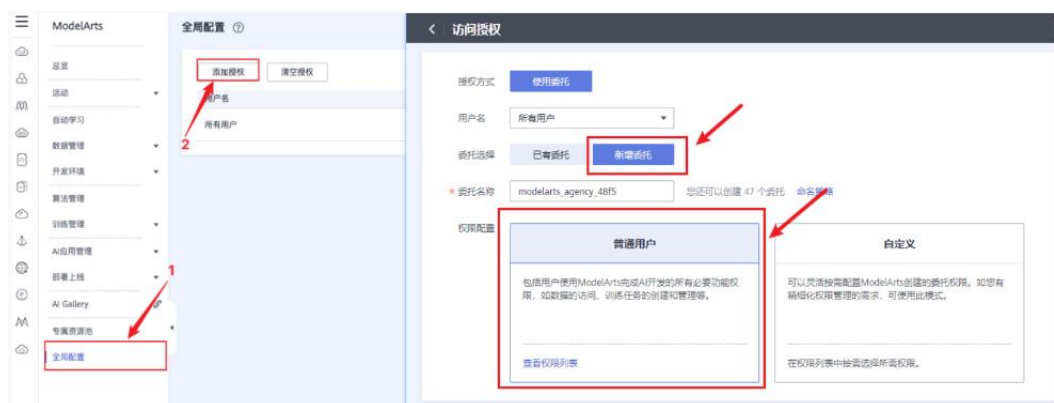 ModelArts
总览
活动
自动学习
数据管理
开发环境
算法管理
训练管理
AI应用管理
部署上线
AI Gallery
专属资源池
全局配置
1
全局配置
添加授权
清空授权
用户名
所有用户
2
访问授权
授权方式
使用委托
用户名
所有用户
委托选择
已有委托
新增委托
* 委托名称
modelarts_agency_48f5
您还可以创建 47 个委托 命名策略
权限配置
普通用户
包括用户使用ModelArts完成AI开发的所有必要功能权
限，如数据的访问、训练任务的创建和管理等。
查看权限列表
自定义
可以灵活按需配置ModelArts创建的委托权限。如您有
精细化权限管理的需求，可使用此模式。
在权限列表中按需选择所需权限。